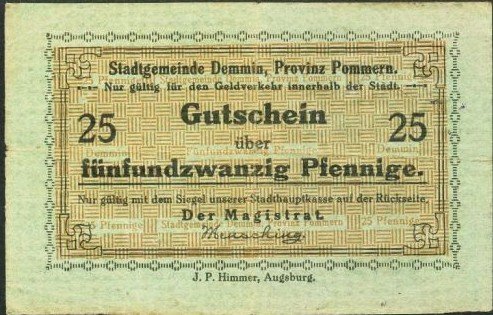 Stadtgemeinde Demmin, Provinz Pommern.
Nur gültig für den Geldverkehr innerhalb der Stadt.
25 Gutschein 25
über
fünfundzwanzig Pfennige.
Nur gültig mit dem Siegel unserer Stadthauptkasse auf der Rückseite.
Der Magistrat.
J. P. Himmer, Augsburg.